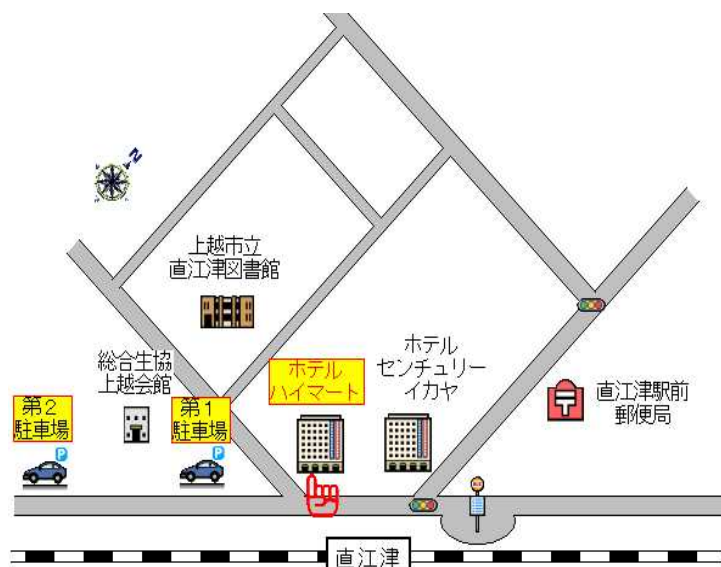 N
上越市立
直江津図書館
ホテル
センチュリー
イカヤ
総合生協
上越会館
ホテル
ハイマート
直江津駅前
郵便局
第2
駐車場
第1
駐車場
P
P
直江津